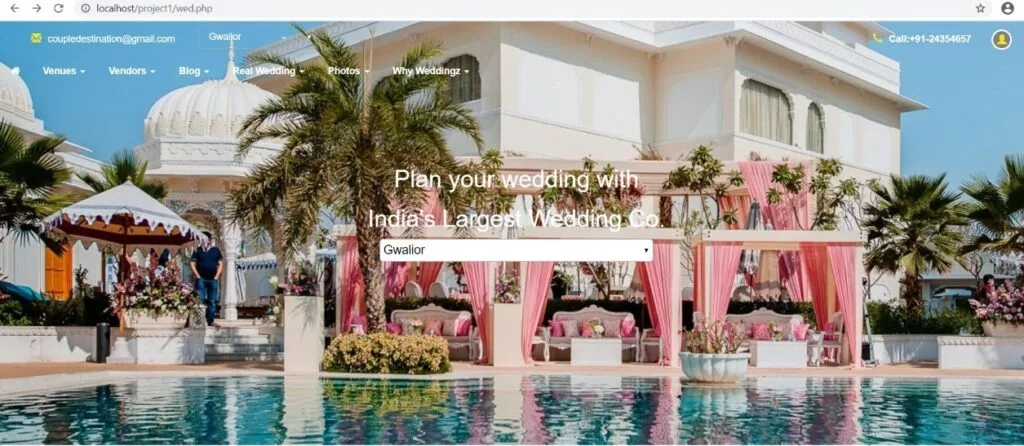 localhost/project1/wed.php
coupledestination@gmail.com Gwalior Call:+91-24354657
Venues Vendors Blog Real Wedding Photos Why Weddingz
Plan your wedding with
India's Largest Wedding Co
Gwalior